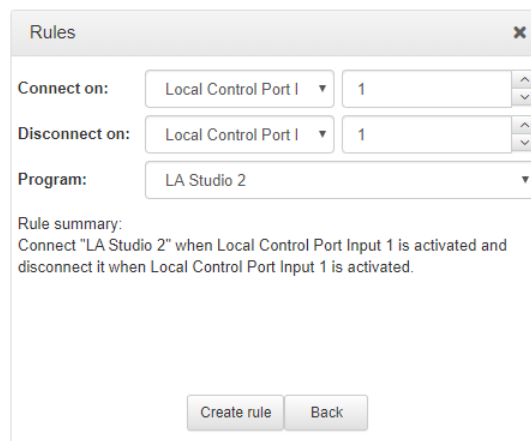 Rules ×
Connect on: Local Control Port I 1
Disconnect on: Local Control Port I 1
Program: LA Studio 2
Rule summary:
Connect "LA Studio 2" when Local Control Port Input 1 is activated and
disconnect it when Local Control Port Input 1 is activated.
Create rule Back